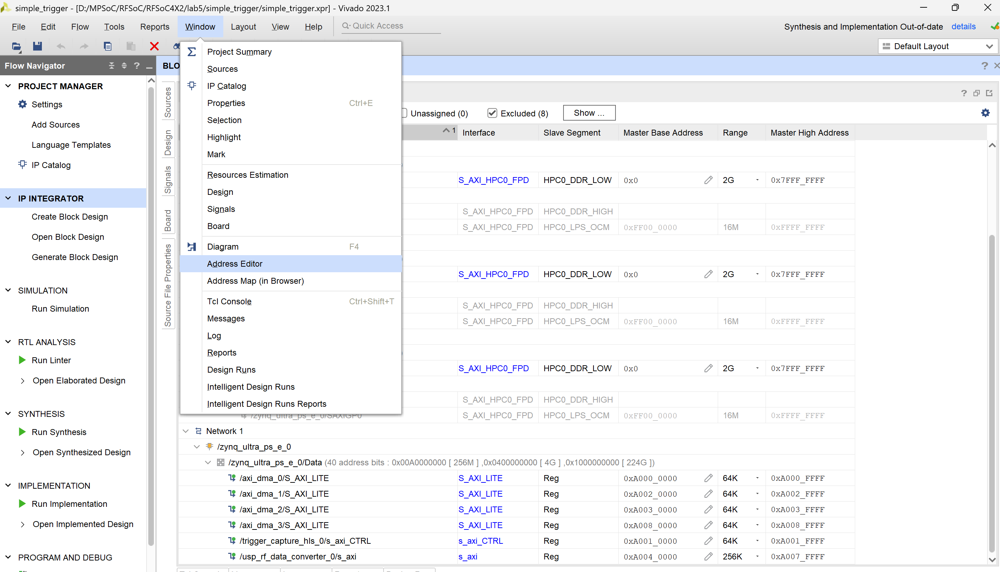 simple_trigger - [D:/MPSoC/RFSoC/RFSoC4X2/lab5/simple_trigger/simple_trigger.xpr] - Vivado 2023.1
File Edit Flow Tools Reports Window Layout View Help Quick Access
Synthesis and Implementation Out-of-date details
Default Layout
Flow Navigator
PROJECT MANAGER
Settings
Add Sources
Language Templates
IP Catalog
IP INTEGRATOR
Create Block Design
Open Block Design
Generate Block Design
SIMULATION
Run Simulation
RTL ANALYSIS
Run Linter
Open Elaborated Design
SYNTHESIS
Run Synthesis
Open Synthesized Design
IMPLEMENTATION
Run Implementation
Open Implemented Design
PROGRAM AND DEBUG
BLO
Sources
Design
Signals
Board
Source File Properties
Project Summary
Sources
IP Catalog
Properties Ctrl+E
Selection
Highlight
Mark
Resources Estimation
Design
Signals
Board
Diagram F4
Address Editor
Address Map (in Browser)
Tcl Console Ctrl+Shift+T
Messages
Log
Reports
Design Runs
Intelligent Design Runs
Intelligent Design Runs Reports
Unassigned (0) Excluded (8) Show ...
1 Interface Slave Segment Master Base Address Range Master High Address
S_AXI_HPC0_FPD HPC0_DDR_LOW 0x0 2G 0x7FFF_FFFF
S_AXI_HPC0_FPD HPC0_DDR_HIGH
S_AXI_HPC0_FPD HPC0_LPS_OCM 0xFF00_0000 16M 0xFFFF_FFFF
S_AXI_HPC0_FPD HPC0_DDR_LOW 0x0 2G 0x7FFF_FFFF
S_AXI_HPC0_FPD HPC0_DDR_HIGH
S_AXI_HPC0_FPD HPC0_LPS_OCM 0xFF00_0000 16M 0xFFFF_FFFF
S_AXI_HPC0_FPD HPC0_DDR_LOW 0x0 2G 0x7FFF_FFFF
S_AXI_HPC0_FPD HPC0_DDR_HIGH
/zynq_ultra_ps_e_0/SAXIGP0 S_AXI_HPC0_FPD HPC0_LPS_OCM 0xFF00_0000 16M 0xFFFF_FFFF
Network 1
/zynq_ultra_ps_e_0
/zynq_ultra_ps_e_0/Data (40 address bits : 0x00A0000000 [ 256M ] ,0x0400000000 [ 4G ] ,0x1000000000 [ 224G ])
/axi_dma_0/S_AXI_LITE S_AXI_LITE Reg 0xA000_0000 64K 0xA000_FFFF
/axi_dma_1/S_AXI_LITE S_AXI_LITE Reg 0xA002_0000 64K 0xA002_FFFF
/axi_dma_2/S_AXI_LITE S_AXI_LITE Reg 0xA003_0000 64K 0xA003_FFFF
/axi_dma_3/S_AXI_LITE S_AXI_LITE Reg 0xA008_0000 64K 0xA008_FFFF
/trigger_capture_hls_0/s_axi_CTRL s_axi_CTRL Reg 0xA001_0000 64K 0xA001_FFFF
/usp_rf_data_converter_0/s_axi s_axi Reg 0xA004_0000 256K 0xA007_FFFF